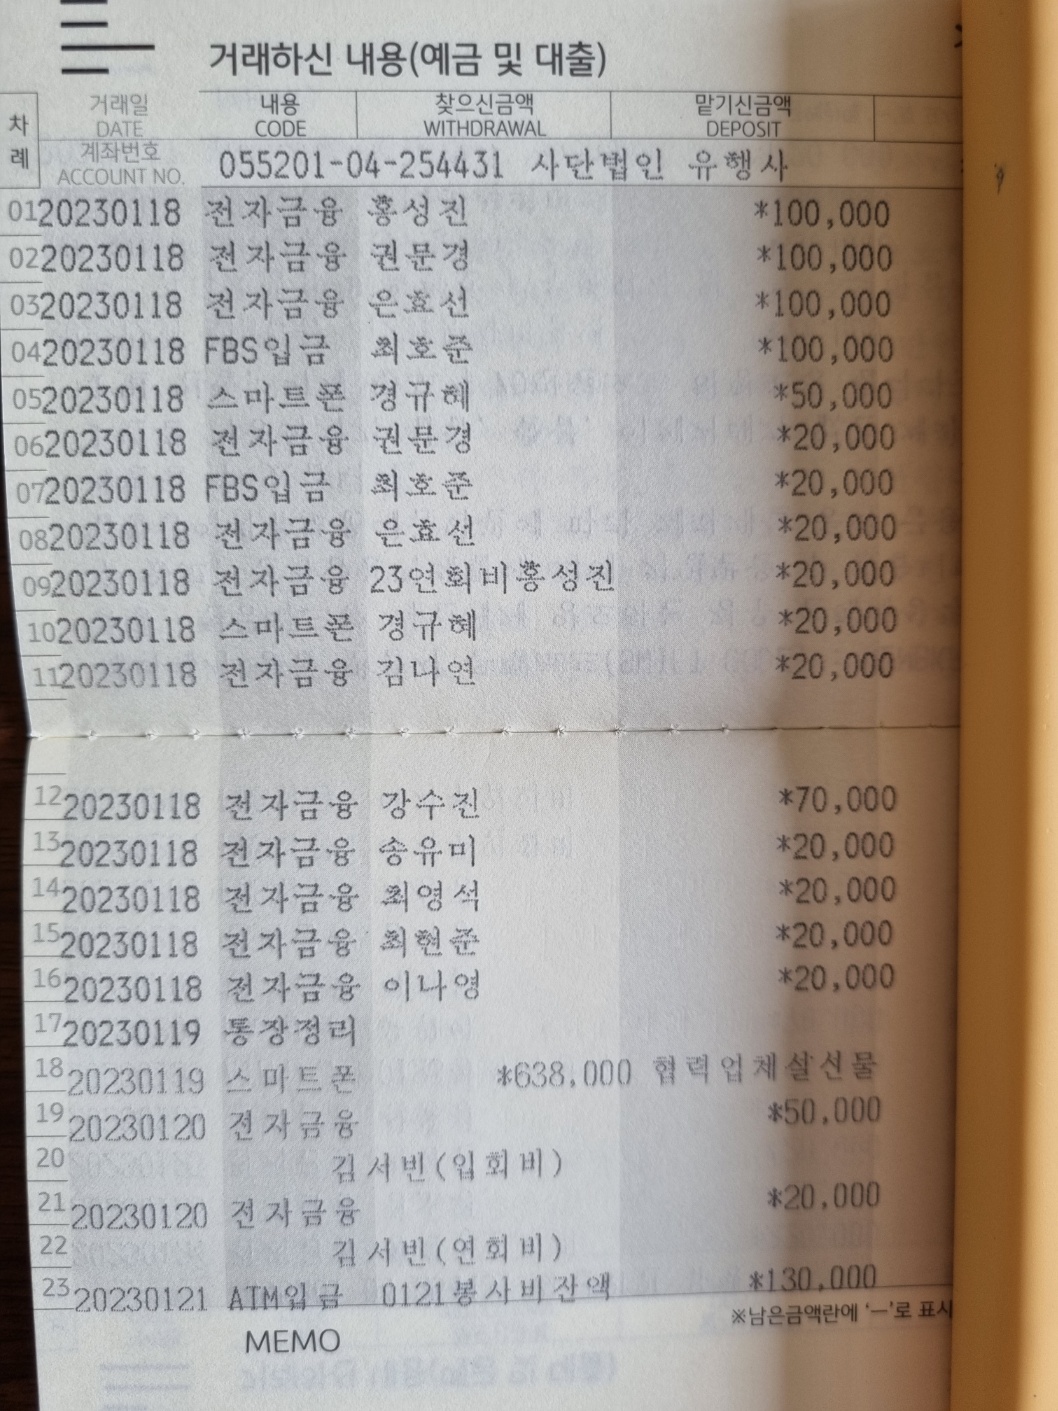 거래하신 내용(예금 및 대출)
차례 거래일 DATE 내용 CODE 찾으신금액 WITHDRAWAL 맡기신금액 DEPOSIT
계좌번호 ACCOUNT NO. 055201-04-254431 사단법인 유행사
01 20230118 전자금융 홍성진 *100,000
02 20230118 전자금융 권문경 *100,000
03 20230118 전자금융 은효선 *100,000
04 20230118 FBS입금 최호준 *100,000
05 20230118 스마트폰 경규혜 *50,000
06 20230118 전자금융 권문경 *20,000
07 20230118 FBS입금 최호준 *20,000
08 20230118 전자금융 은효선 *20,000
09 20230118 전자금융 23연회비홍성진 *20,000
10 20230118 스마트폰 경규혜 *20,000
11 20230118 전자금융 김나연 *20,000
12 20230118 전자금융 강수진 *70,000
13 20230118 전자금융 송유미 *20,000
14 20230118 전자금융 최영석 *20,000
15 20230118 전자금융 최현준 *20,000
16 20230118 전자금융 이나영 *20,000
17 20230119 통장정리
18 20230119 스마트폰 *638,000 협력업체설선물
19 20230120 전자금융 *50,000
20 김서빈(입회비)
21 20230120 전자금융 *20,000
22 김서빈(연회비)
23 20230121 ATM입금 0121봉사비잔액 *130,000
※남은금액란에 '─'로 표시
MEMO